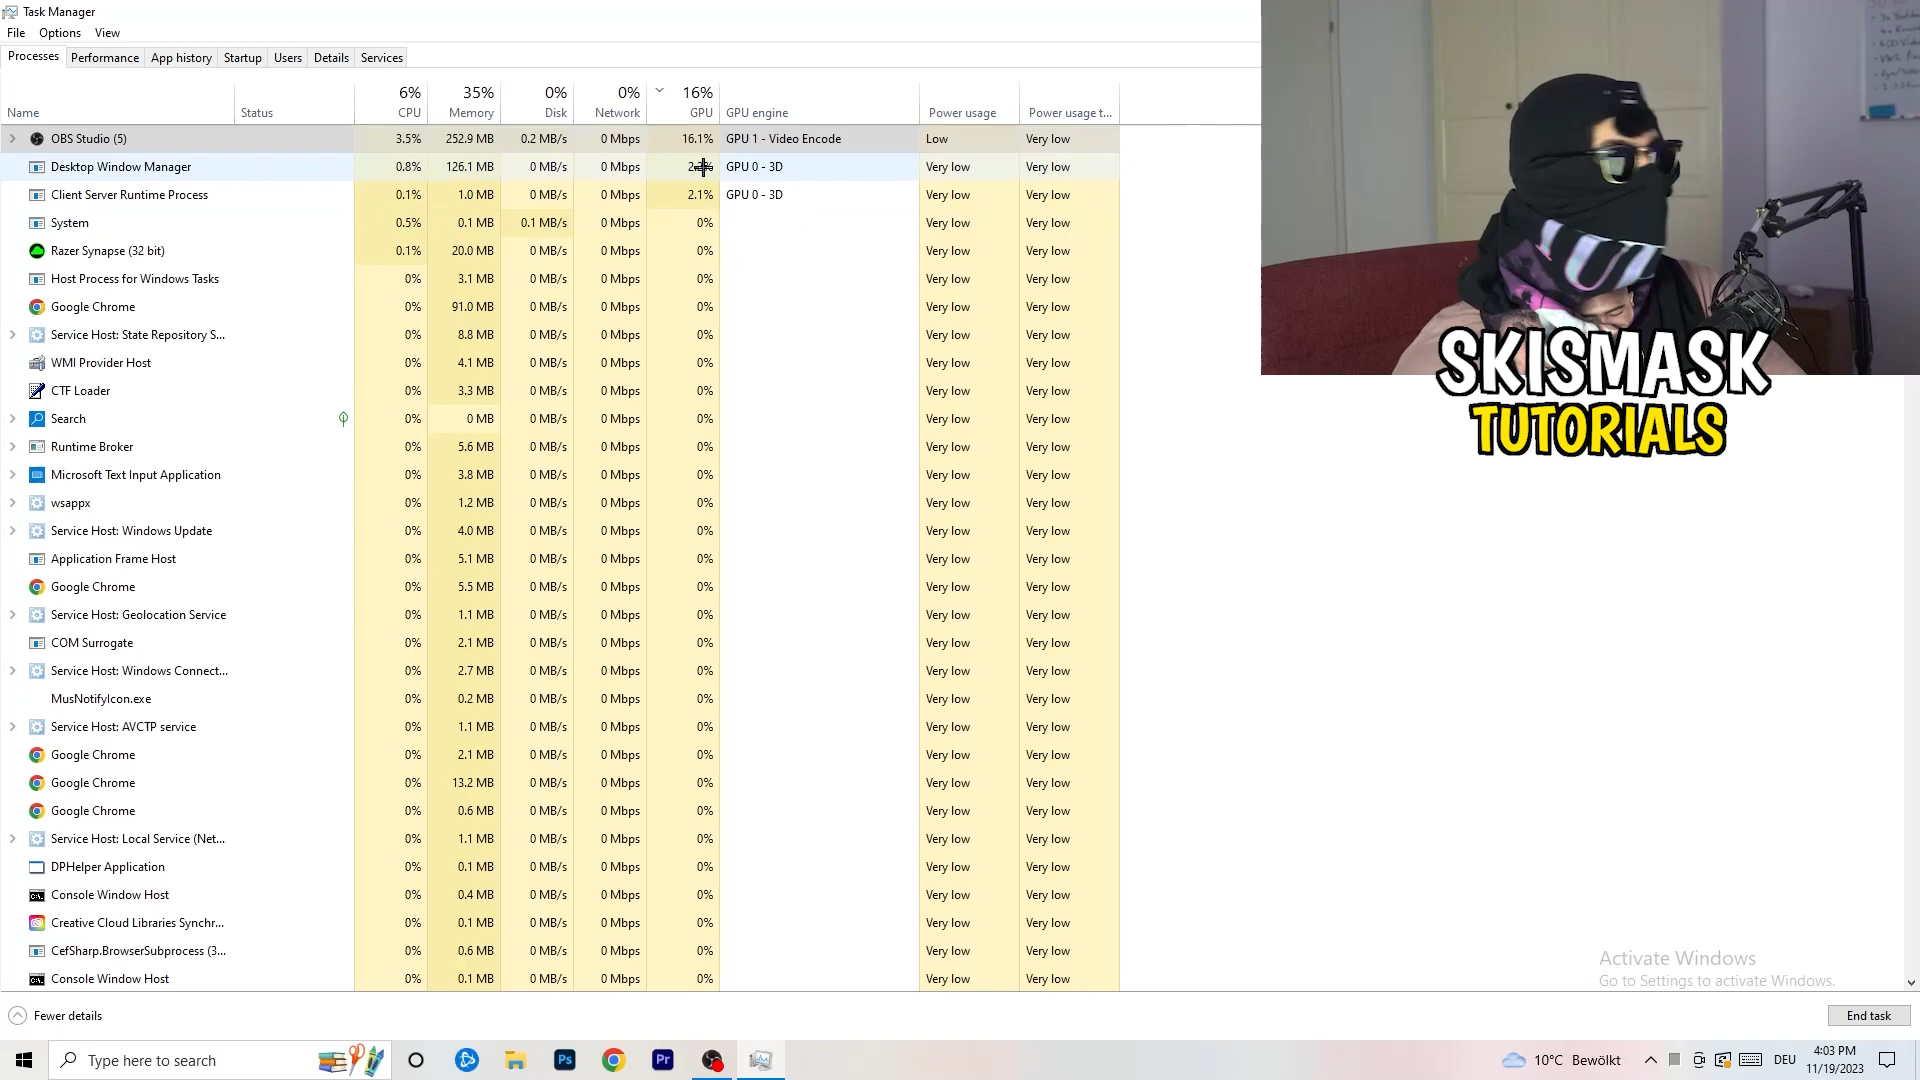 Task Manager
File Options View
Processes Performance App history Startup Users Details Services
6% 35% 0% 0% 16%
Name Status CPU Memory Disk Network GPU GPU engine Power usage Power usage t...
OBS Studio (5) 3.5% 252.9 MB 0.2 MB/s 0 Mbps 16.1% GPU 1 - Video Encode Low Very low
Desktop Window Manager 0.8% 126.1 MB 0 MB/s 0 Mbps GPU 0 - 3D Very low Very low
Client Server Runtime Process 0.1% 1.0 MB 0 MB/s 0 Mbps 2.1% GPU 0 - 3D Very low Very low
System 0.5% 0.1 MB 0.1 MB/s 0 Mbps 0% Very low Very low
Razer Synapse (32 bit) 0.1% 20.0 MB 0 MB/s 0 Mbps 0% Very low Very low
Host Process for Windows Tasks 0% 3.1 MB 0 MB/s 0 Mbps 0% Very low Very low
Google Chrome 0% 91.0 MB 0 MB/s 0 Mbps 0% Very low Very low
Service Host: State Repository S... 0% 8.8 MB 0 MB/s 0 Mbps 0% Very low Very low
WMI Provider Host 0% 4.1 MB 0 MB/s 0 Mbps 0% Very low Very low
CTF Loader 0% 3.3 MB 0 MB/s 0 Mbps 0% Very low Very low
Search 0% 0 MB 0 MB/s 0 Mbps 0% Very low Very low
Runtime Broker 0% 5.6 MB 0 MB/s 0 Mbps 0% Very low Very low
Microsoft Text Input Application 0% 3.8 MB 0 MB/s 0 Mbps 0% Very low Very low
wsappx 0% 1.2 MB 0 MB/s 0 Mbps 0% Very low Very low
Service Host: Windows Update 0% 4.0 MB 0 MB/s 0 Mbps 0% Very low Very low
Application Frame Host 0% 5.1 MB 0 MB/s 0 Mbps 0% Very low Very low
Google Chrome 0% 5.5 MB 0 MB/s 0 Mbps 0% Very low Very low
Service Host: Geolocation Service 0% 1.1 MB 0 MB/s 0 Mbps 0% Very low Very low
COM Surrogate 0% 2.1 MB 0 MB/s 0 Mbps 0% Very low Very low
Service Host: Windows Connect... 0% 2.7 MB 0 MB/s 0 Mbps 0% Very low Very low
MusNotifyIcon.exe 0% 0.2 MB 0 MB/s 0 Mbps 0% Very low Very low
Service Host: AVCTP service 0% 1.1 MB 0 MB/s 0 Mbps 0% Very low Very low
Google Chrome 0% 2.1 MB 0 MB/s 0 Mbps 0% Very low Very low
Google Chrome 0% 13.2 MB 0 MB/s 0 Mbps 0% Very low Very low
Google Chrome 0% 0.6 MB 0 MB/s 0 Mbps 0% Very low Very low
Service Host: Local Service (Net... 0% 1.1 MB 0 MB/s 0 Mbps 0% Very low Very low
DPHelper Application 0% 0.1 MB 0 MB/s 0 Mbps 0% Very low Very low
Console Window Host 0% 0.4 MB 0 MB/s 0 Mbps 0% Very low Very low
Creative Cloud Libraries Synchr... 0% 0.1 MB 0 MB/s 0 Mbps 0% Very low Very low
CefSharp.BrowserSubprocess (3... 0% 0.6 MB 0 MB/s 0 Mbps 0% Very low Very low
Console Window Host 0% 0.1 MB 0 MB/s 0 Mbps 0% Very low Very low
SKISMASK
TUTORIALS
Activate Windows
Go to Settings to activate Windows.
Fewer details End task
Type here to search Ps Pr 10°C Bewölkt DEU 4:03 PM
11/19/2023